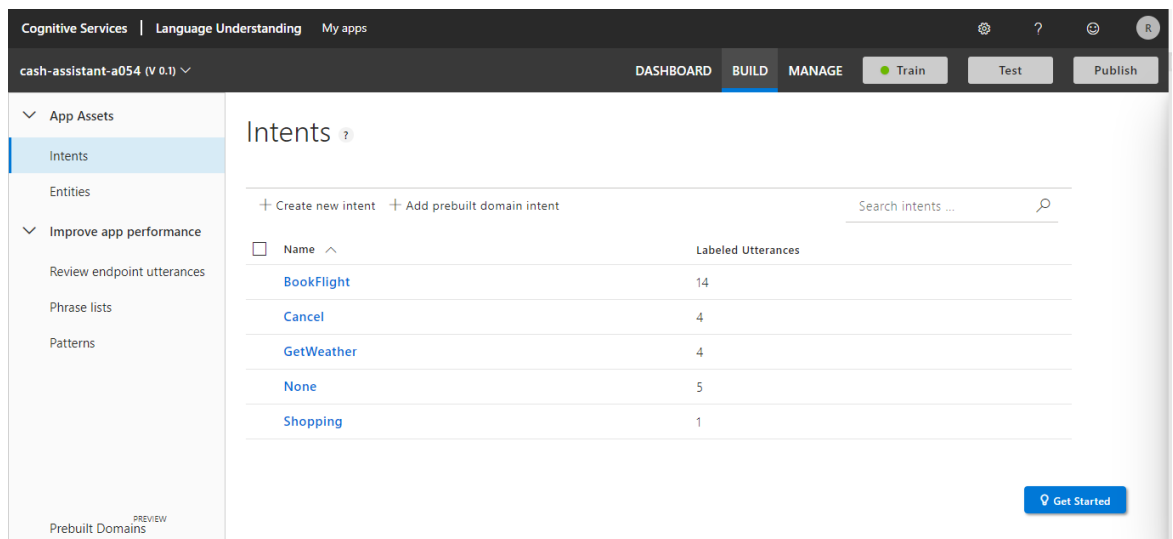 Cognitive Services | Language Understanding My apps ? R
cash-assistant-a054 (V 0.1) DASHBOARD BUILD MANAGE Train Test Publish
App Assets
Intents
Entities
Improve app performance
Review endpoint utterances
Phrase lists
Patterns
Prebuilt Domains PREVIEW
Intents ?
+ Create new intent + Add prebuilt domain intent Search intents ...
Name Labeled Utterances
BookFlight 14
Cancel 4
GetWeather 4
None 5
Shopping 1
Get Started